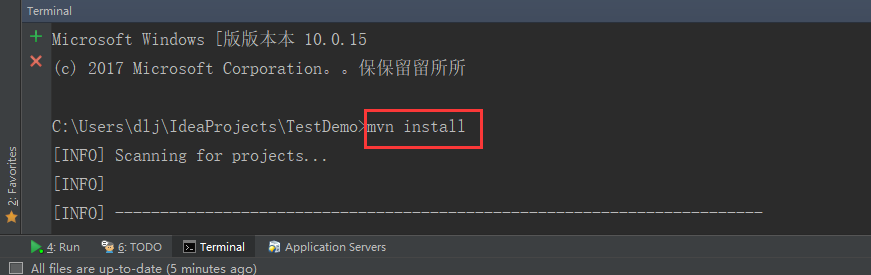 Terminal
Microsoft Windows [版版本本 10.0.15
(c) 2017 Microsoft Corporation。。保保留留所所
C:\Users\dlj\IdeaProjects\TestDemo>mvn install
[INFO] Scanning for projects...
[INFO]
[INFO] ------------------------------------------------------------------------
2: Favorites
4: Run 6: TODO Terminal Application Servers
All files are up-to-date (5 minutes ago)